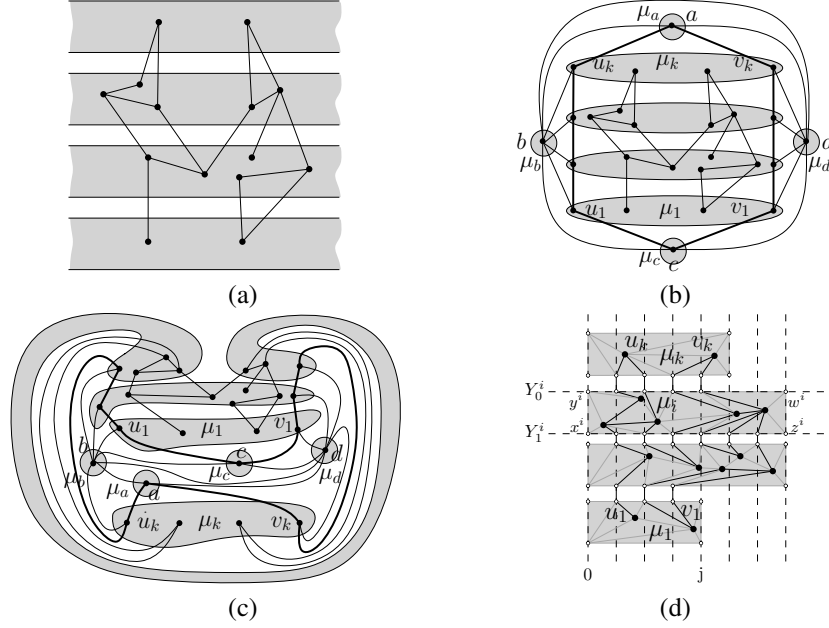 (a)
μ_a a
u_k μ_k v_k
b d
μ_b μ_d
u_1 μ_1 v_1
μ_c c
(b)
u_1 μ_1 v_1
b c d
μ_b μ_a μ_c μ_d
a
u_k μ_k v_k
(c)
u_k v_k
μ_k
Y_0^i y^i μ_i w^i
Y_1^i x^i z^i
u_1 v_1
μ_1
0 j
(d)